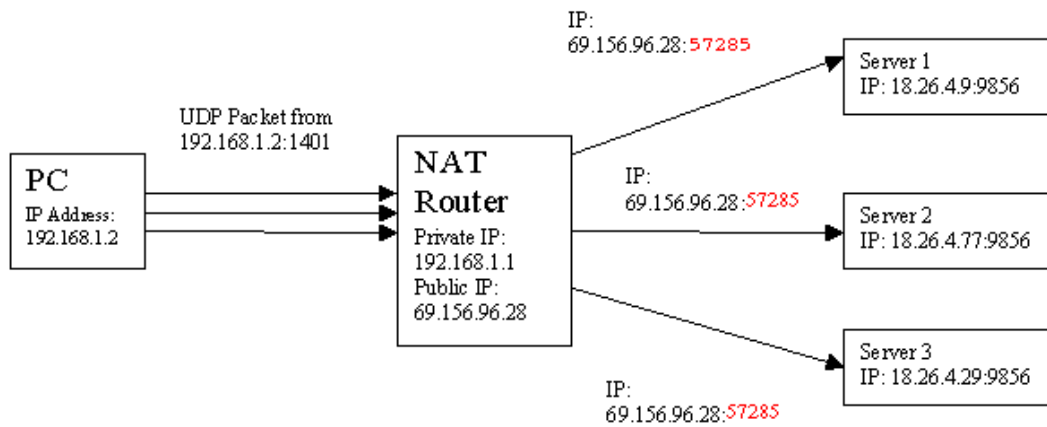 IP:
69.156.96.28:57285
Server 1
IP: 18.26.4.9:9856
UDP Packet from
192.168.1.2:1401
PC
IP Address:
192.168.1.2
NAT
Router
Private IP:
192.168.1.1
Public IP:
69.156.96.28
IP:
69.156.96.28:57285
Server 2
IP: 18.26.4.77:9856
Server 3
IP: 18.26.4.29:9856
IP:
69.156.96.28:57285